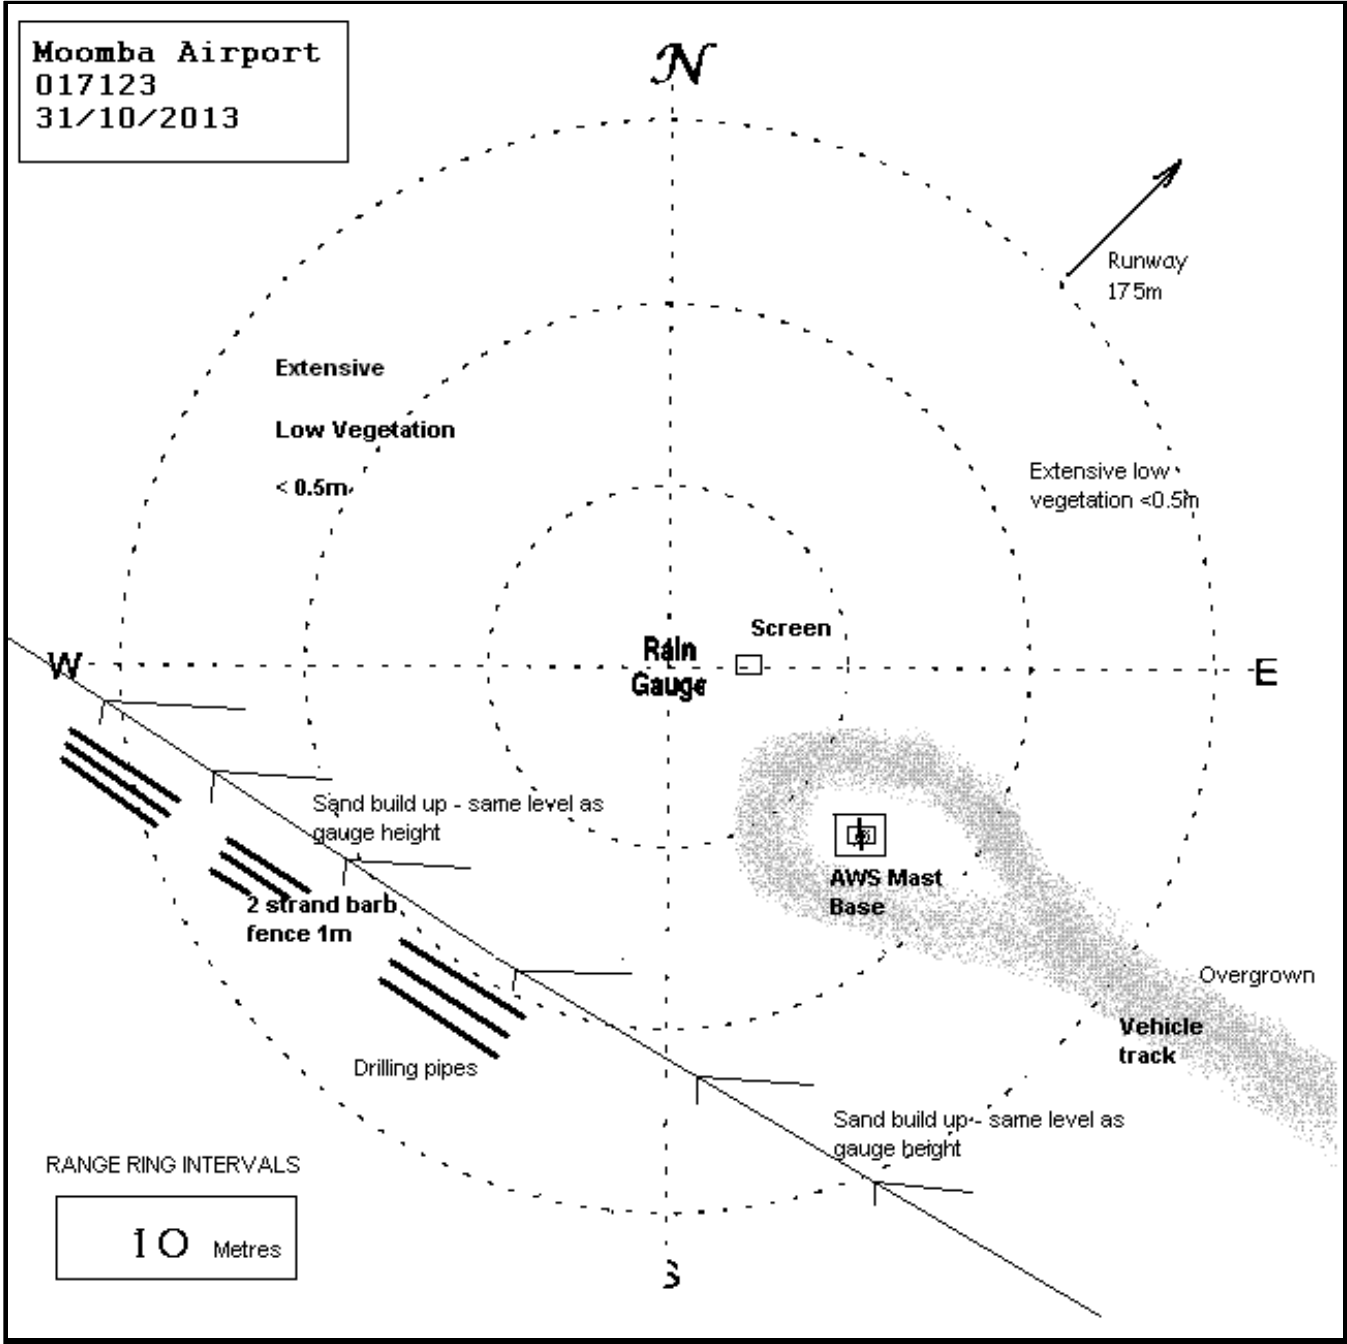 Moomba Airport
017123
31/10/2013
N
Runway
175m
Extensive
Low Vegetation
< 0.5m
Extensive low
vegetation <0.5m
Screen
Rain
Gauge
W
E
Sand build up - same level as
gauge height
AWS Mast
Base
2 strand barb
fence 1m
Overgrown
Vehicle
track
Drilling pipes
Sand build up - same level as
gauge height
RANGE RING INTERVALS
10 Metres
S